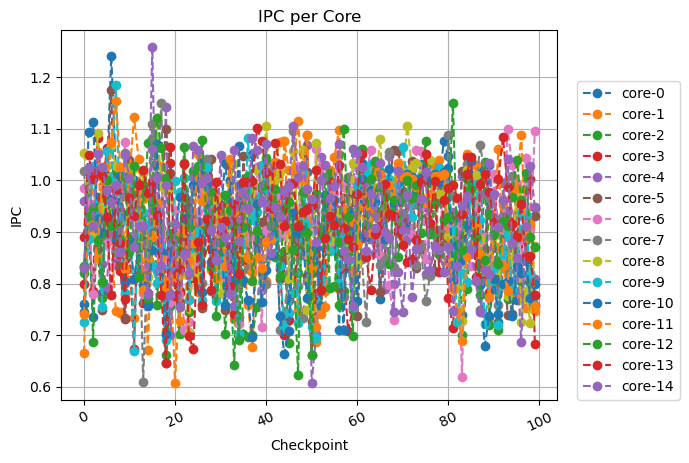 IPC per Core
1.2
1.1
1.0
0.9
0.8
0.7
0.6
IPC
0
20
40
60
80
100
Checkpoint
core-0
core-1
core-2
core-3
core-4
core-5
core-6
core-7
core-8
core-9
core-10
core-11
core-12
core-13
core-14